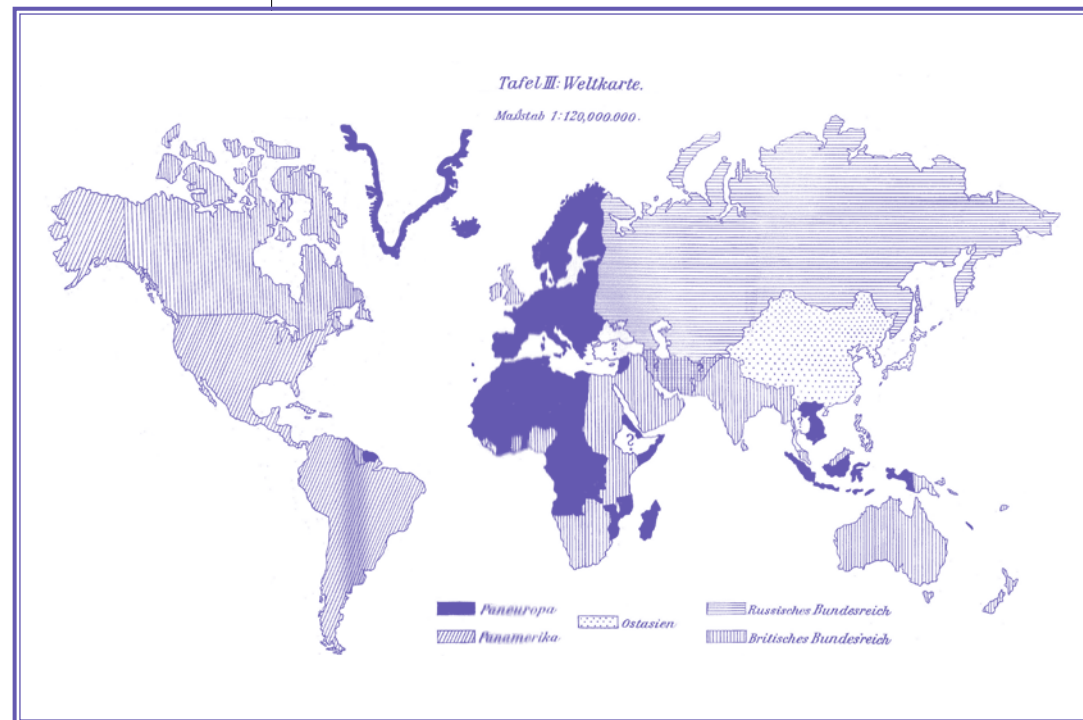 Tafel III: Weltkarte.
Maßstab 1:120,000.000.
?
?
?
Paneuropa
Panamerika
Ostasien
Russisches Bundesreich
Britisches Bundesreich